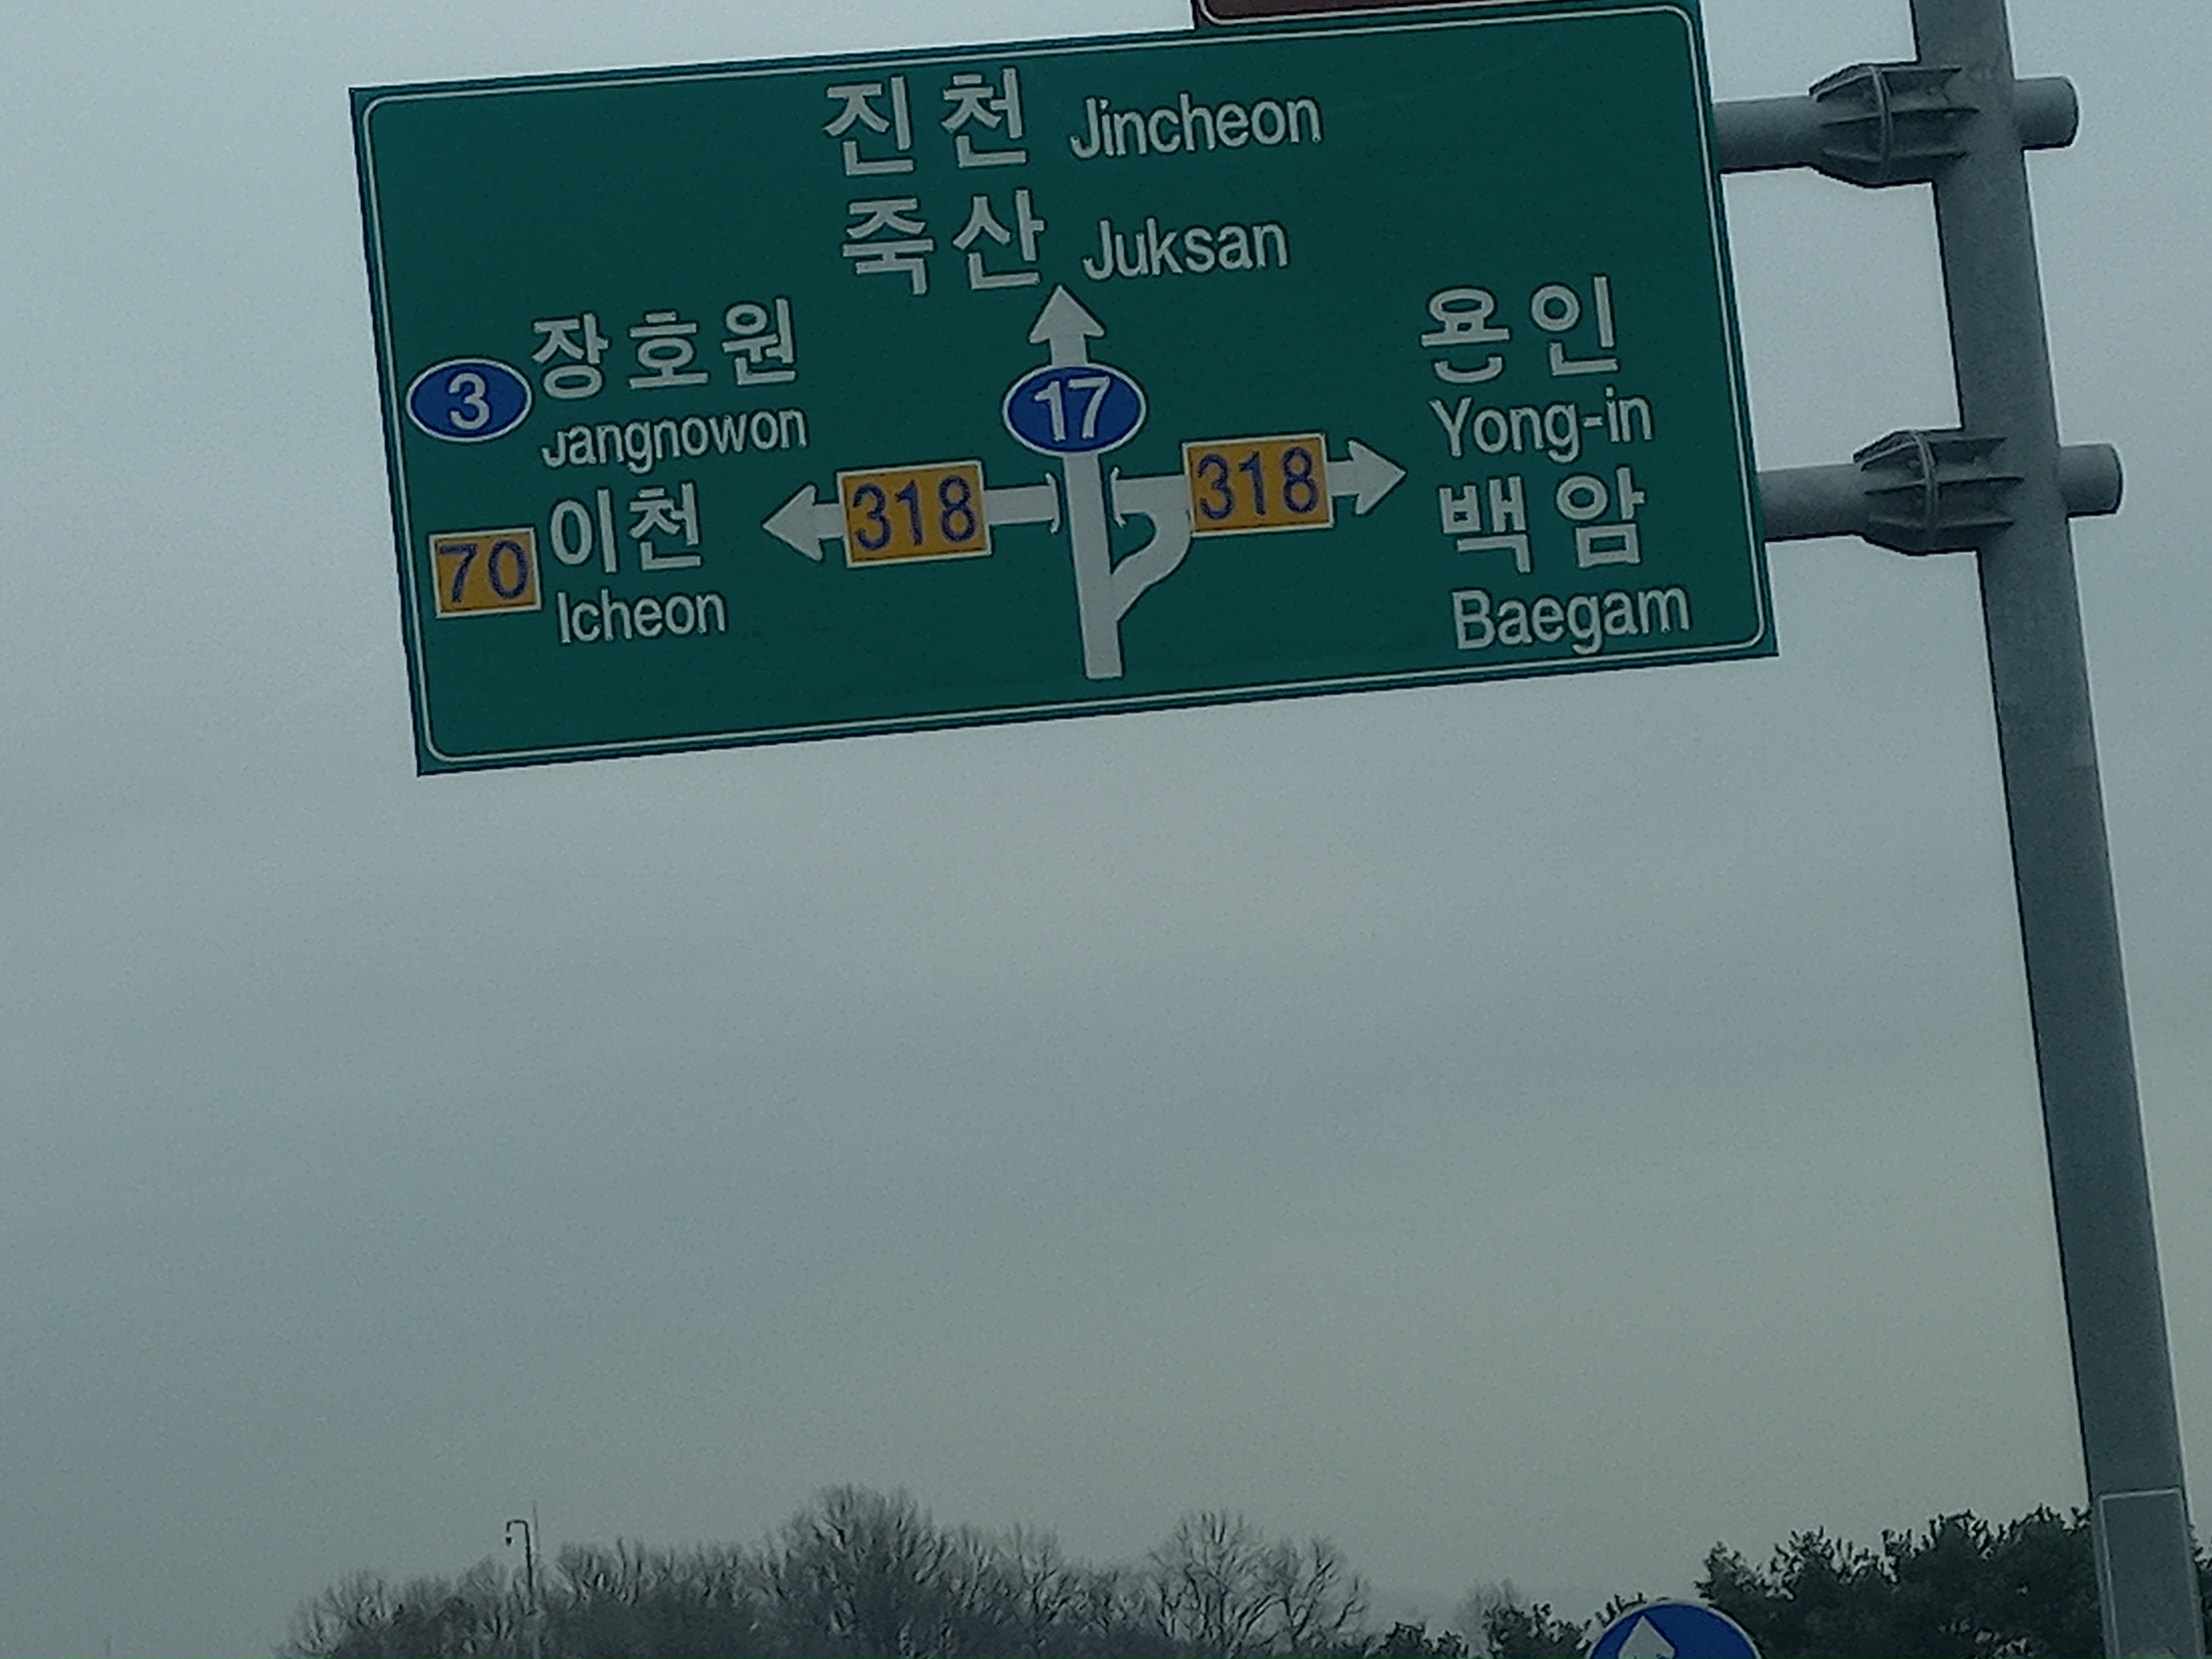 진천 Jincheon
죽산 Juksan
3 장호원
Janghowon
70 이천
Icheon
318
17
318
용인
Yong-in
백암
Baegam